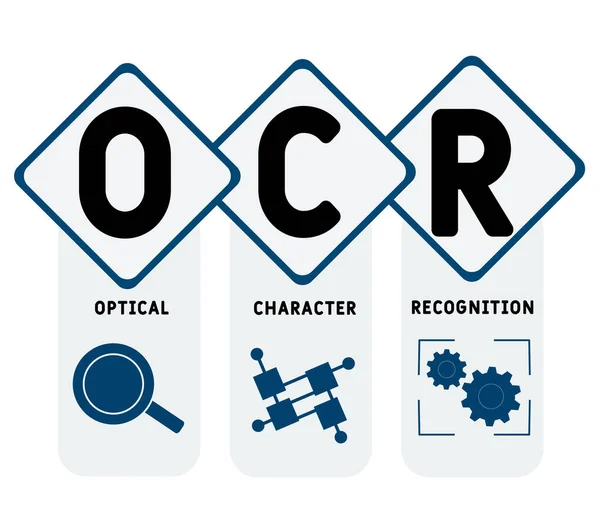 OCR
OPTICAL CHARACTER RECOGNITION